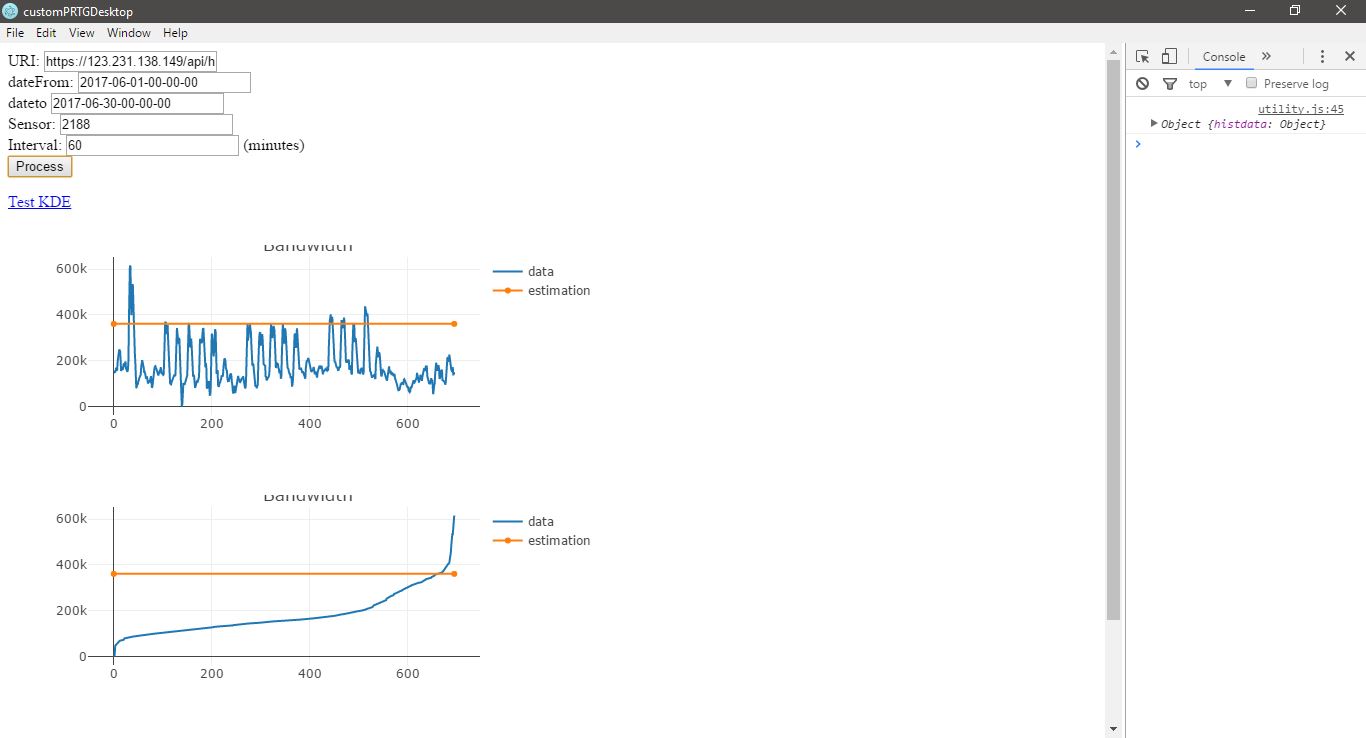 customPRTGDesktop
File Edit View Window Help
URI: https://123.231.138.149/api/h
dateFrom: 2017-06-01-00-00-00
dateto 2017-06-30-00-00-00
Sensor: 2188
Interval: 60 (minutes)
Process
Test KDE
Bandwidth
600k
400k
200k
0
0 200 400 600
data
estimation
Bandwidth
600k
400k
200k
0
0 200 400 600
data
estimation
Console »
top Preserve log
utility.js:45
Object {histdata: Object}